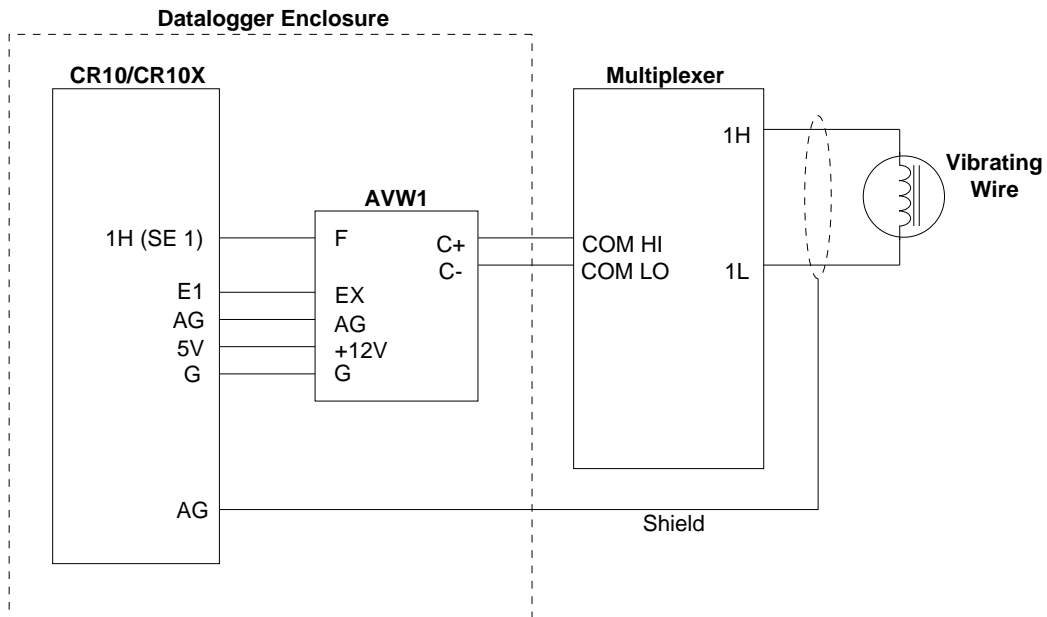 Datalogger Enclosure
CR10/CR10X
Multiplexer
1H
Vibrating
Wire
AVW1
1H (SE 1)
F
C+
COM HI
C-
COM LO
1L
E1
EX
AG
AG
5V
+12V
G
G
AG
Shield